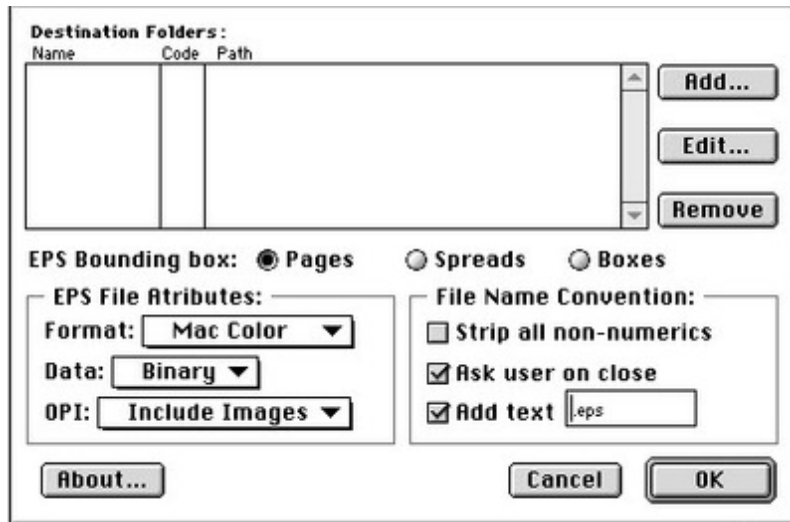 Destination Folders:
Name Code Path
Add...
Edit...
Remove
EPS Bounding box: Pages Spreads Boxes
EPS File Atributes:
Format: Mac Color
Data: Binary
OPI: Include Images
File Name Convention:
Strip all non-numerics
Ask user on close
Add text .eps
About...
Cancel
OK